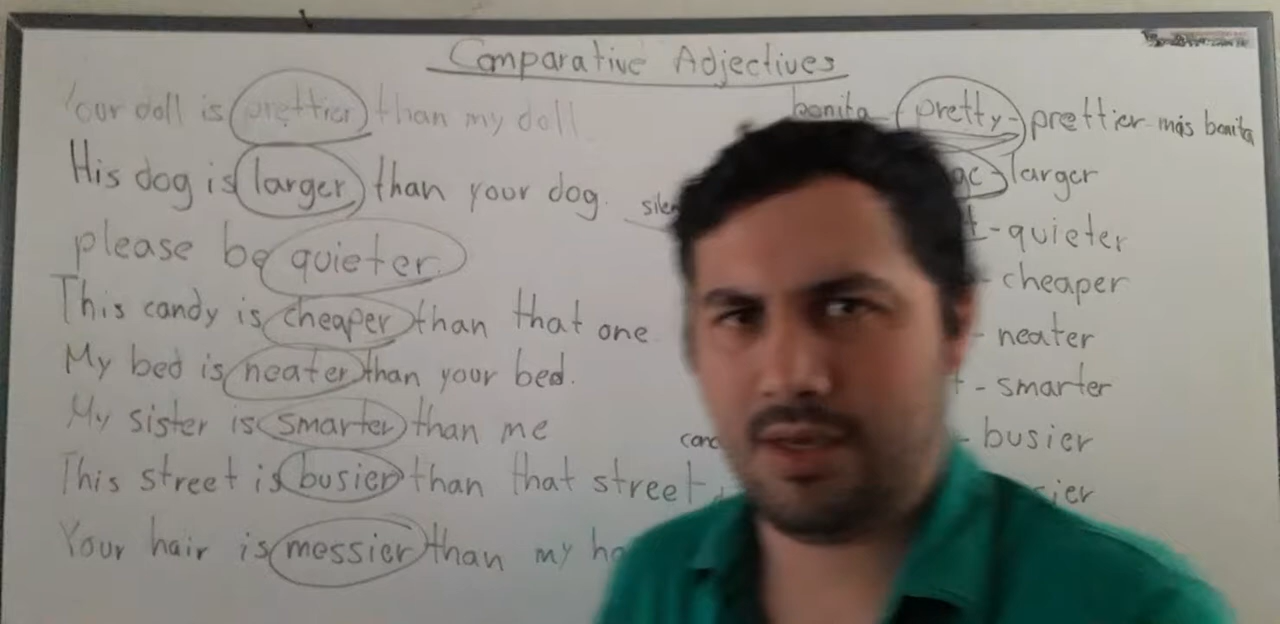 Comparative Adjectives
Your doll is prettier than my doll
bonita pretty - prettier - más bonita
His dog is larger than your dog.
larger
please be quieter.
- quieter
This candy is cheaper than that one
- cheaper
My bed is neater than your bed.
- neater
My sister is smarter than me
- smarter
This street is busier than that street
- busier
Your hair is messier than my